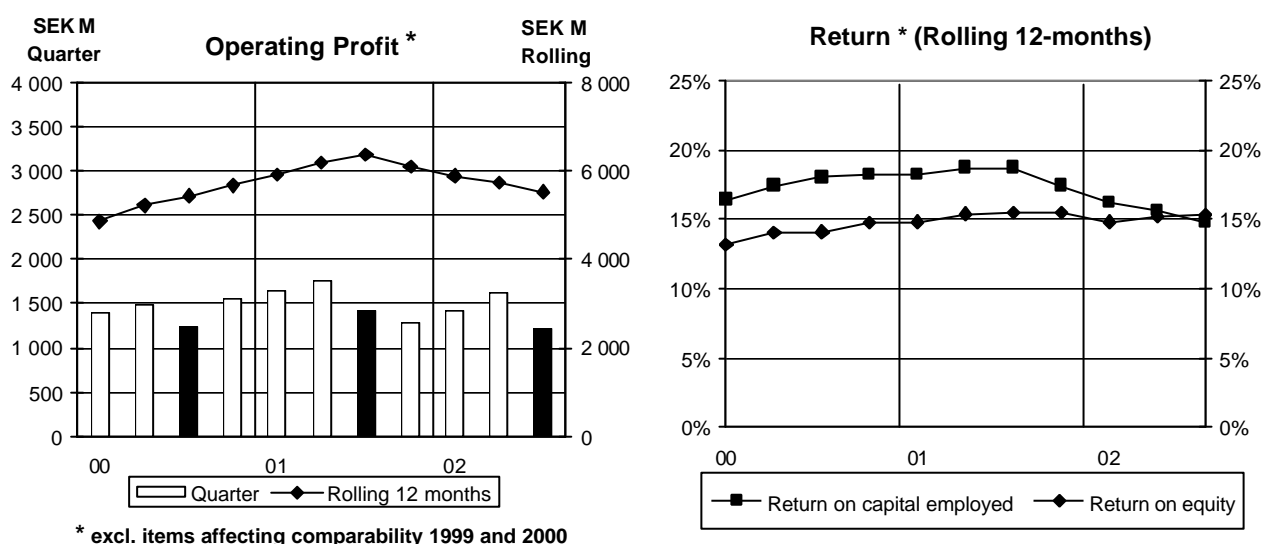 SEK M
Quarter
Operating Profit *
SEK M
Rolling
4 000
3 500
3 000
2 500
2 000
1 500
1 000
500
0
8 000
6 000
4 000
2 000
0
00
01
02
Quarter
Rolling 12 months
* excl. items affecting comparability 1999 and 2000
Return * (Rolling 12-months)
25%
20%
15%
10%
5%
0%
25%
20%
15%
10%
5%
0%
00
01
02
Return on capital employed
Return on equity